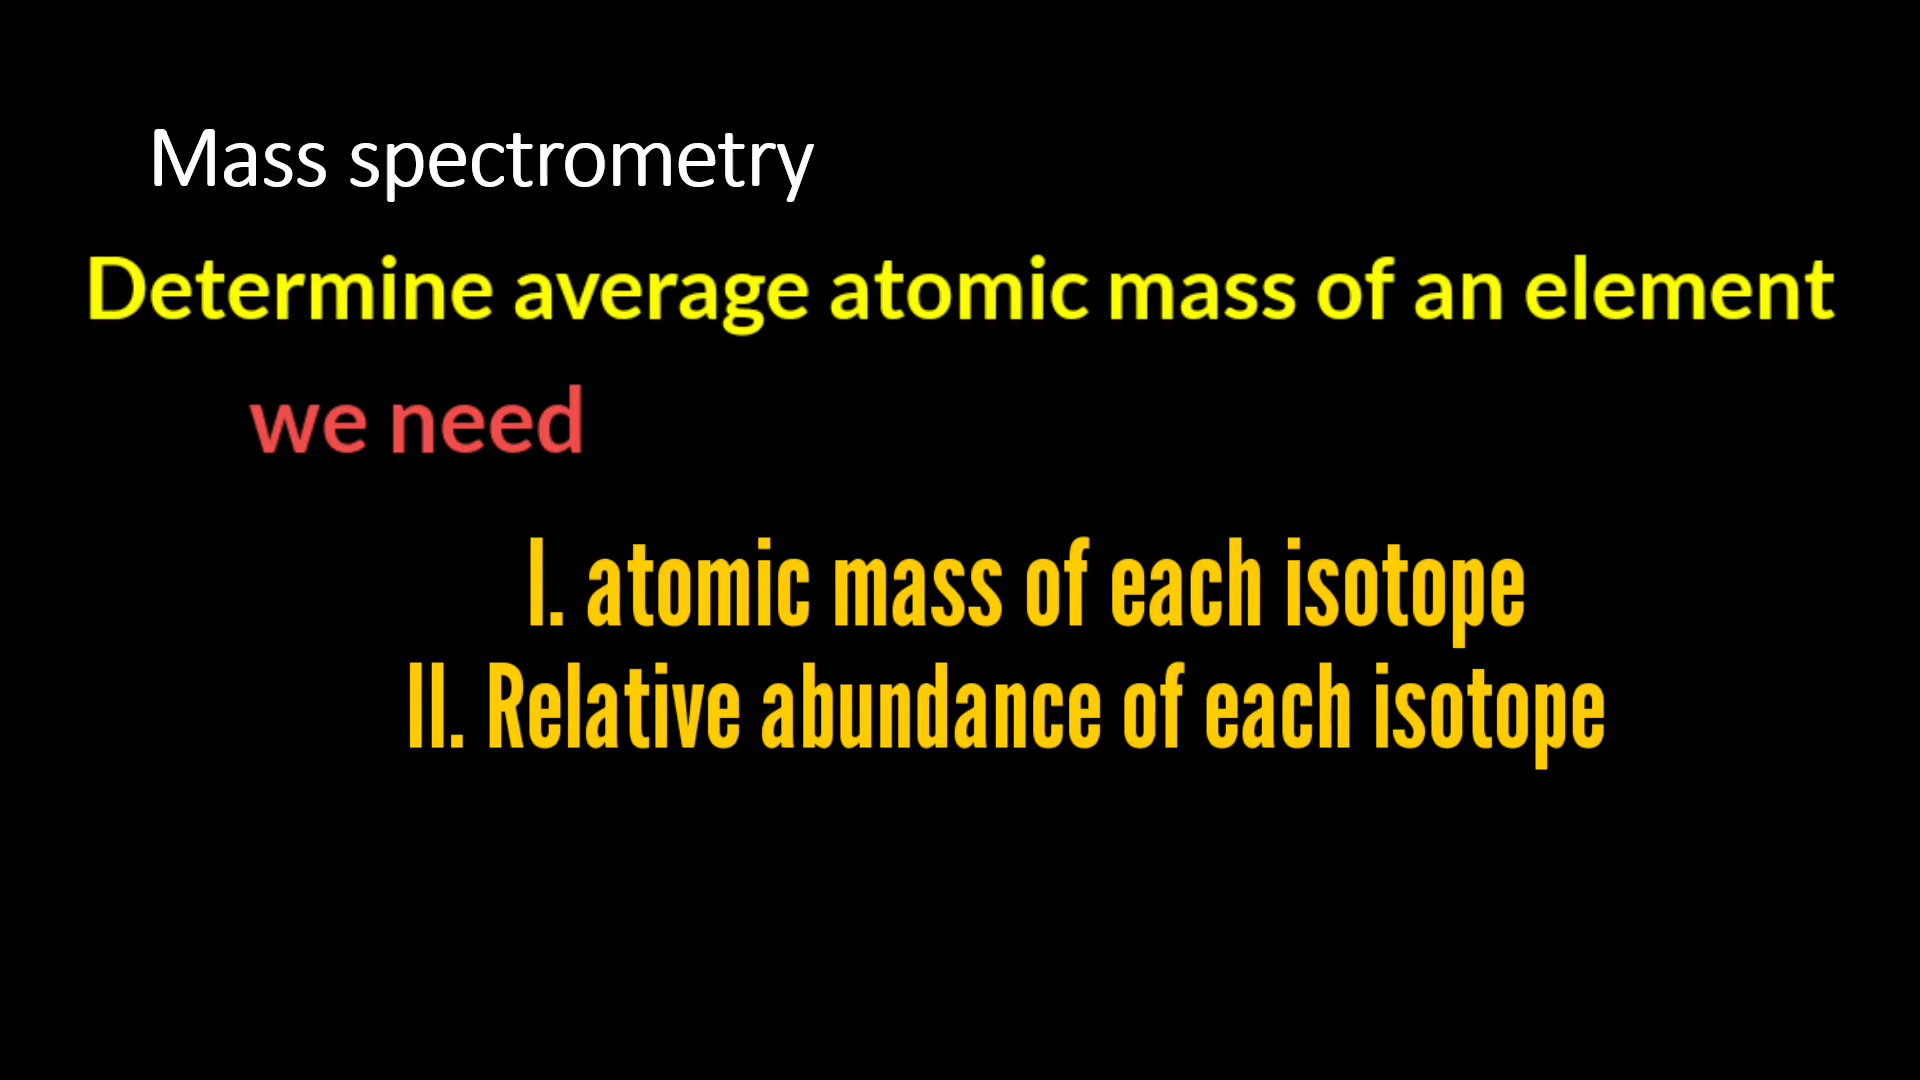 Mass spectrometry
Determine average atomic mass of an element
we need
I. atomic mass of each isotope
II. Relative abundance of each isotope